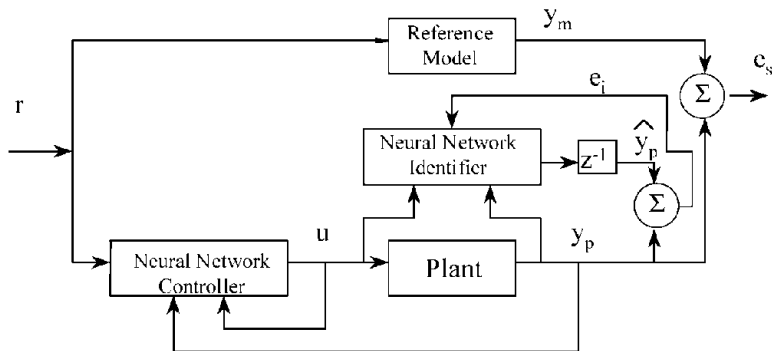 y_m
Reference
Model
e_s
Σ
r
e_i
Neural Network
Identifier
z⁻¹
ŷ_p
Σ
u
y_p
Neural Network
Controller
Plant